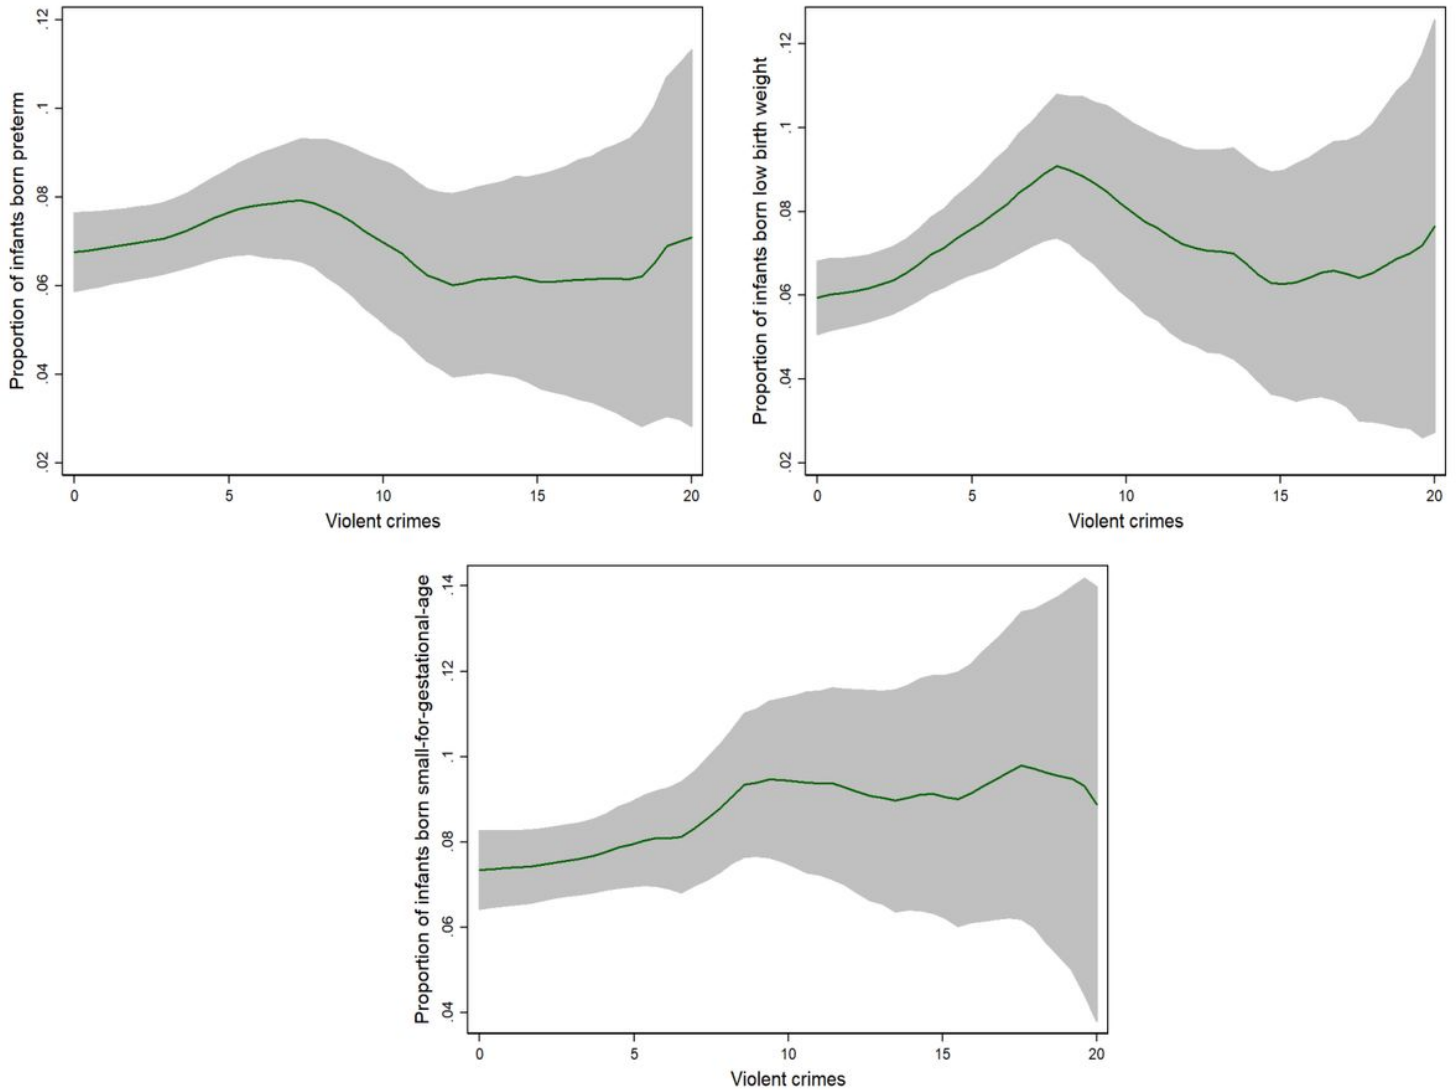 Proportion of infants born preterm
.12
.1
.08
.06
.04
.02
0 5 10 15 20
Violent crimes
Proportion of infants born low birth weight
.12
.1
.08
.06
.04
.02
0 5 10 15 20
Violent crimes
Proportion of infants born small-for-gestational-age
.14
.12
.1
.08
.06
.04
0 5 10 15 20
Violent crimes